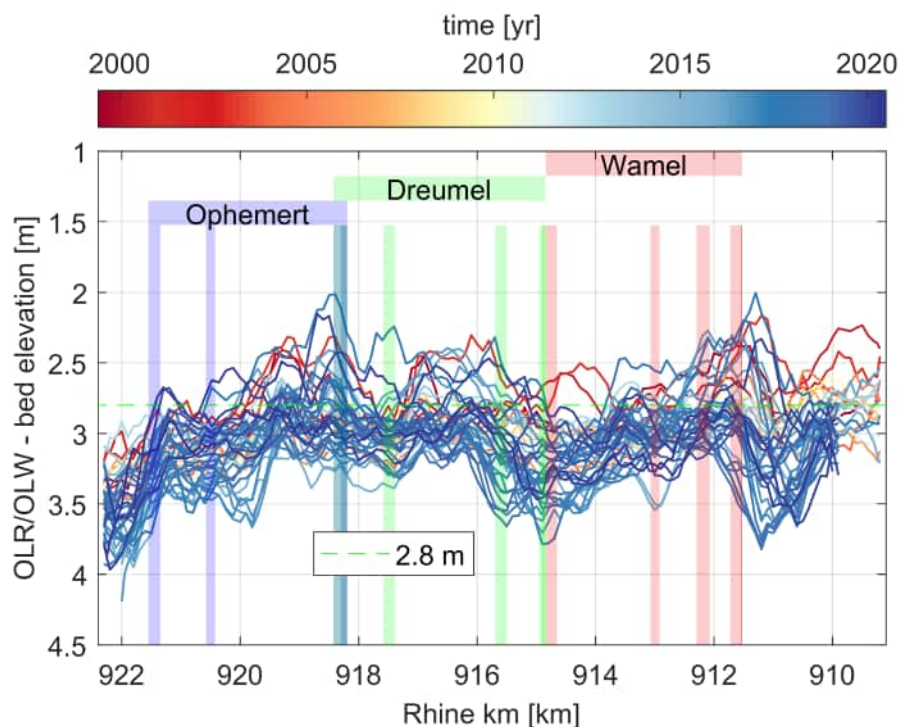 time [yr]
2000 2005 2010 2015 2020
1
1.5
2
2.5
3
3.5
4
4.5
OLR/OLW - bed elevation [m]
Wamel
Dreumel
Ophemert
2.8 m
922 920 918 916 914 912 910
Rhine km [km]